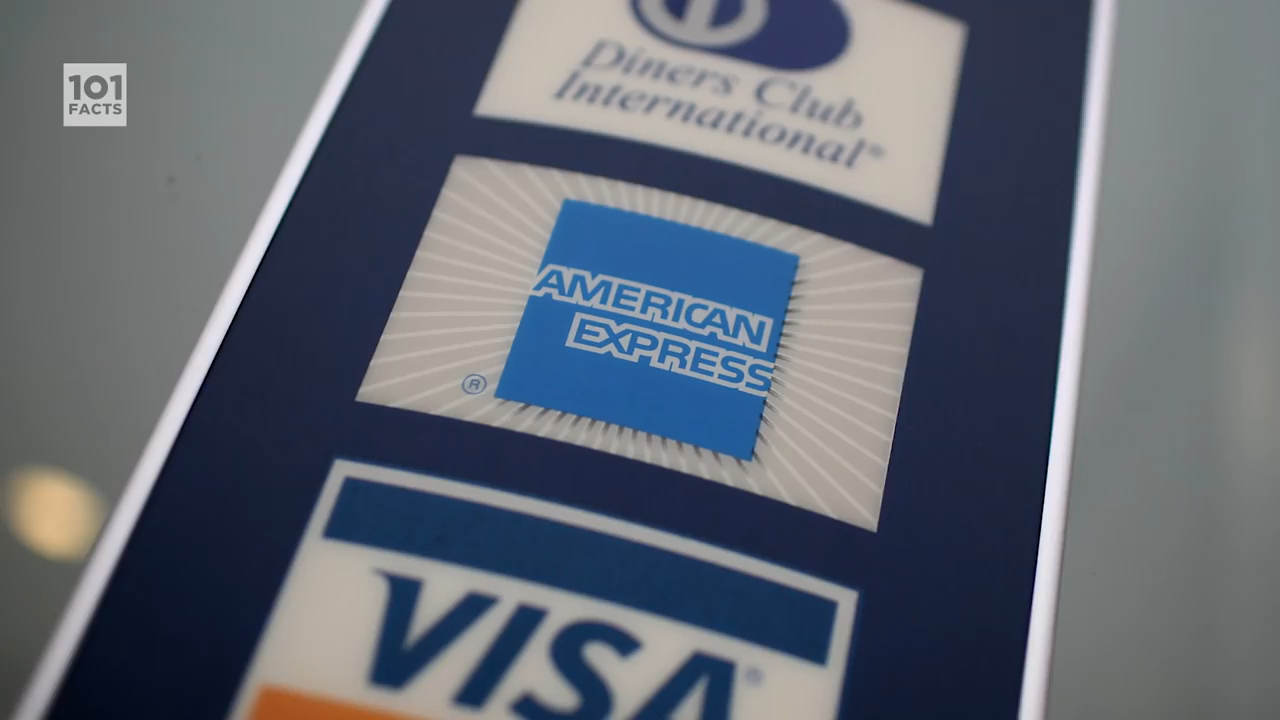 101
FACTS
Diners Club
International®
AMERICAN
EXPRESS
®
VISA®